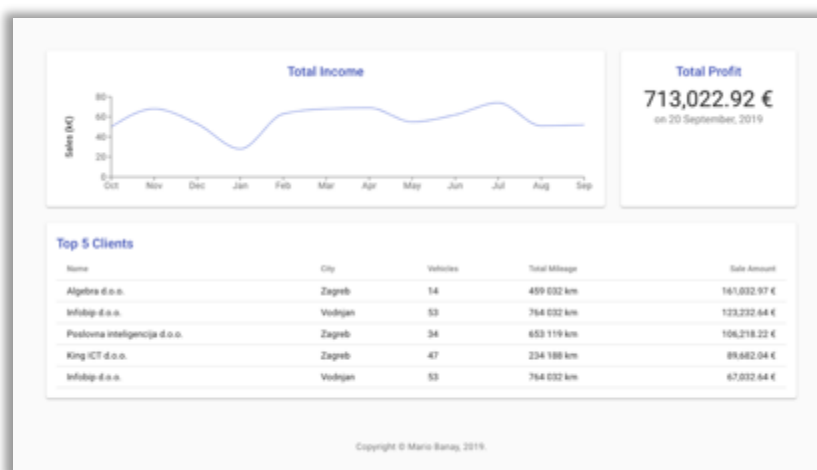 Total Income
Sales (k€)
80
60
40
20
0
Oct Nov Dec Jan Feb Mar Apr May Jun Jul Aug Sep
Total Profit
713,022.92 €
on 20 September, 2019
Top 5 Clients
Name City Vehicles Total Mileage Sale Amount
Algebra d.o.o. Zagreb 14 459 032 km 161,032.97 €
Infobip d.o.o. Vodnjan 53 764 032 km 123,232.64 €
Poslovna inteligencija d.o.o. Zagreb 34 653 119 km 106,218.22 €
King ICT d.o.o. Zagreb 47 234 188 km 89,682.04 €
Infobip d.o.o. Vodnjan 53 764 032 km 67,032.64 €
Copyright © Mario Banay, 2019.